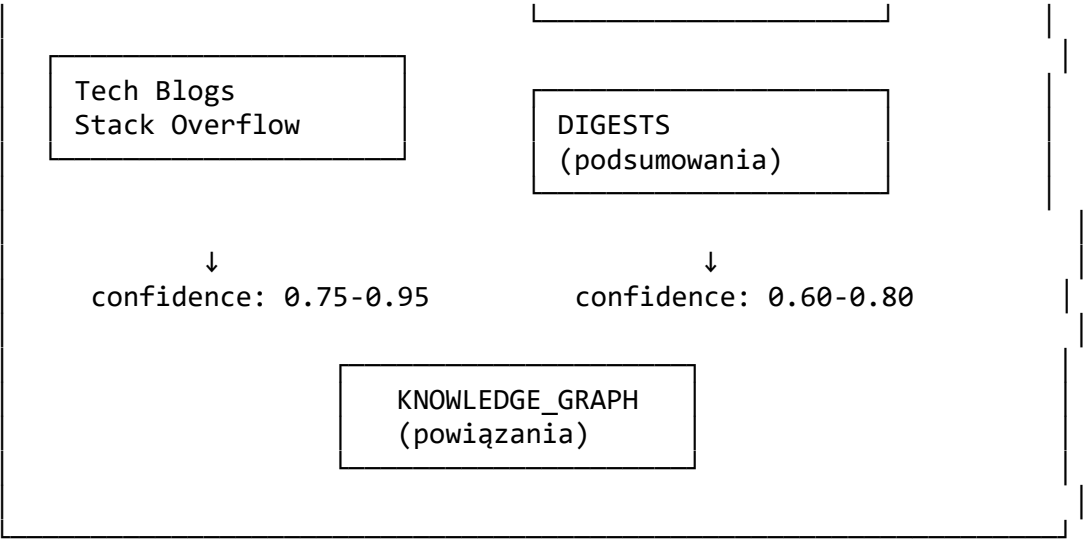 Tech Blogs
Stack Overflow
DIGESTS
(podsumowania)
↓ ↓
confidence: 0.75-0.95 confidence: 0.60-0.80
KNOWLEDGE_GRAPH
(powiązania)